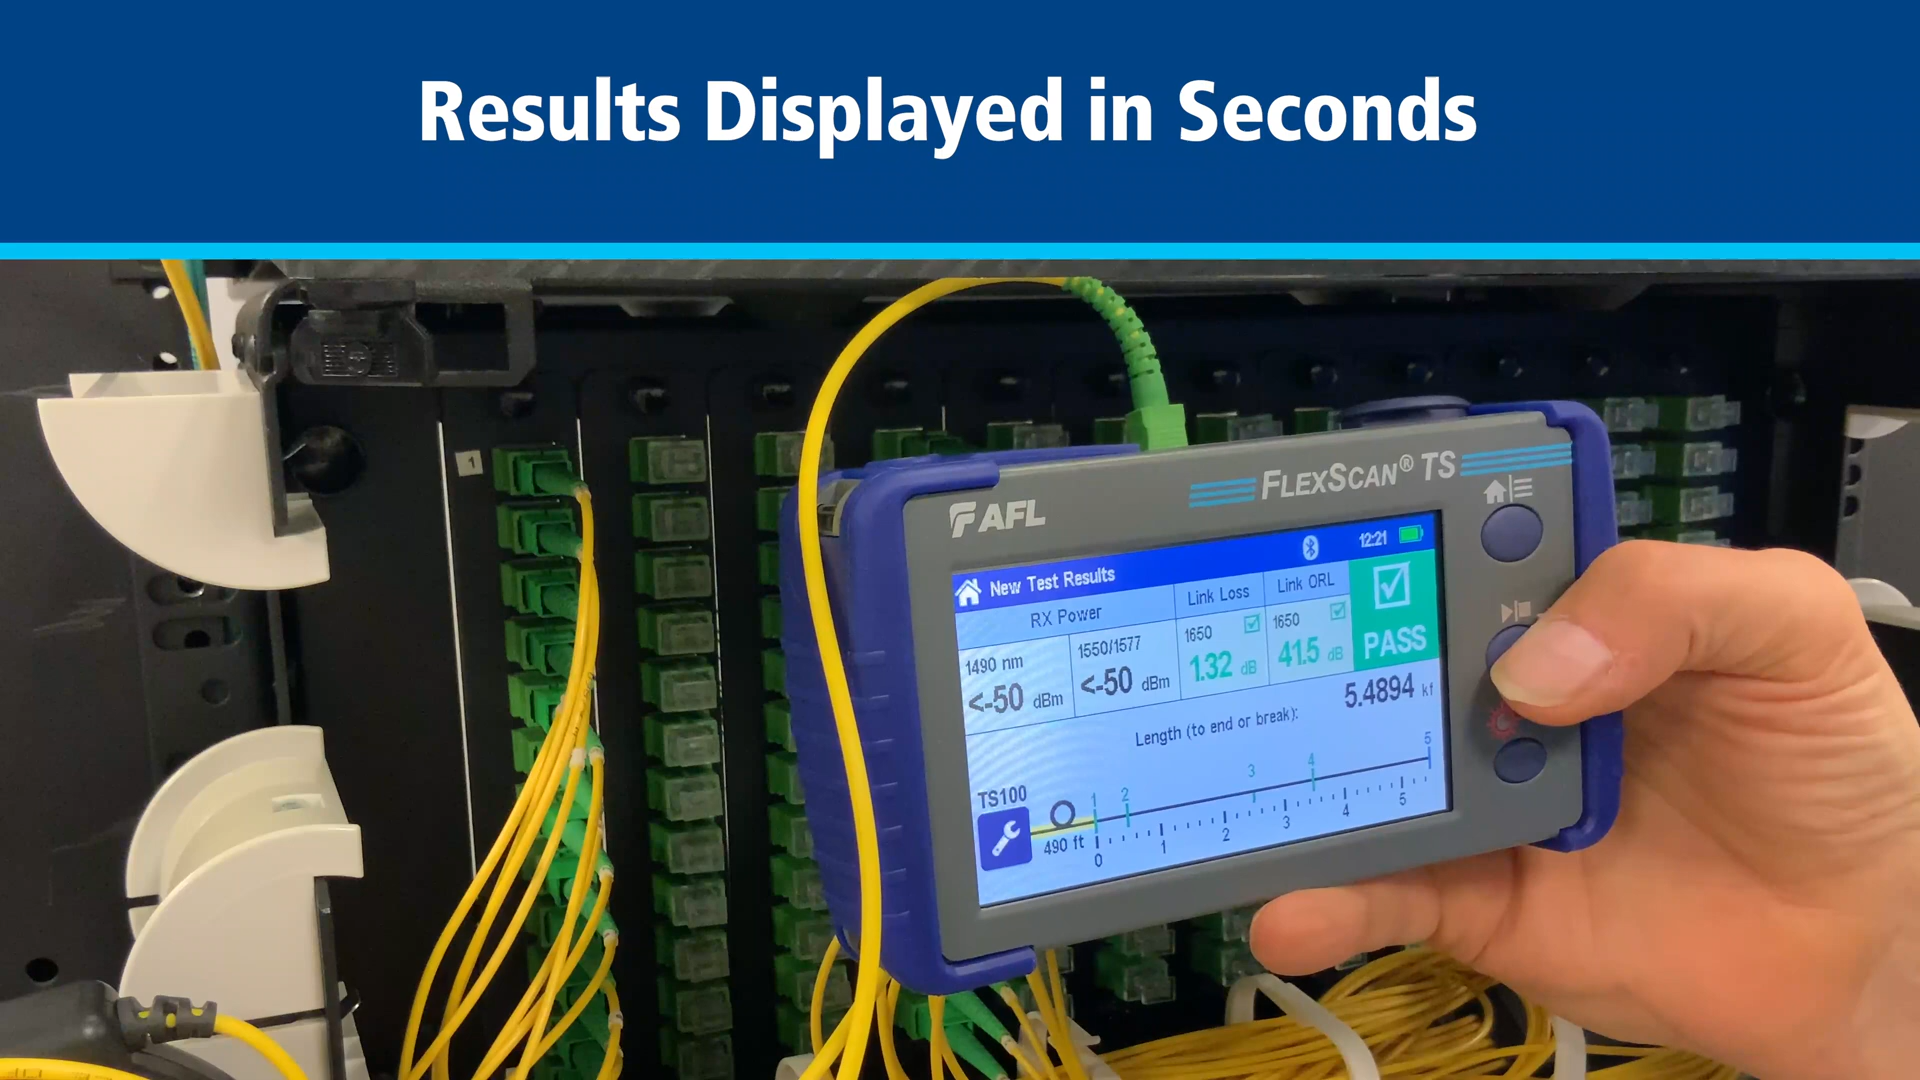 Results Displayed in Seconds
1
AFL
FLEXSCAN® TS
12:21
New Test Results
RX Power
Link Loss
Link ORL
1490 nm
<-50 dBm
1550/1577
<-50 dBm
1650
1.32 dB
1650
41.5 dB
PASS
Length (to end or break):
5.4894 kf
TS100
1 2 3 4 5
490 ft
0 1 2 3 4 5